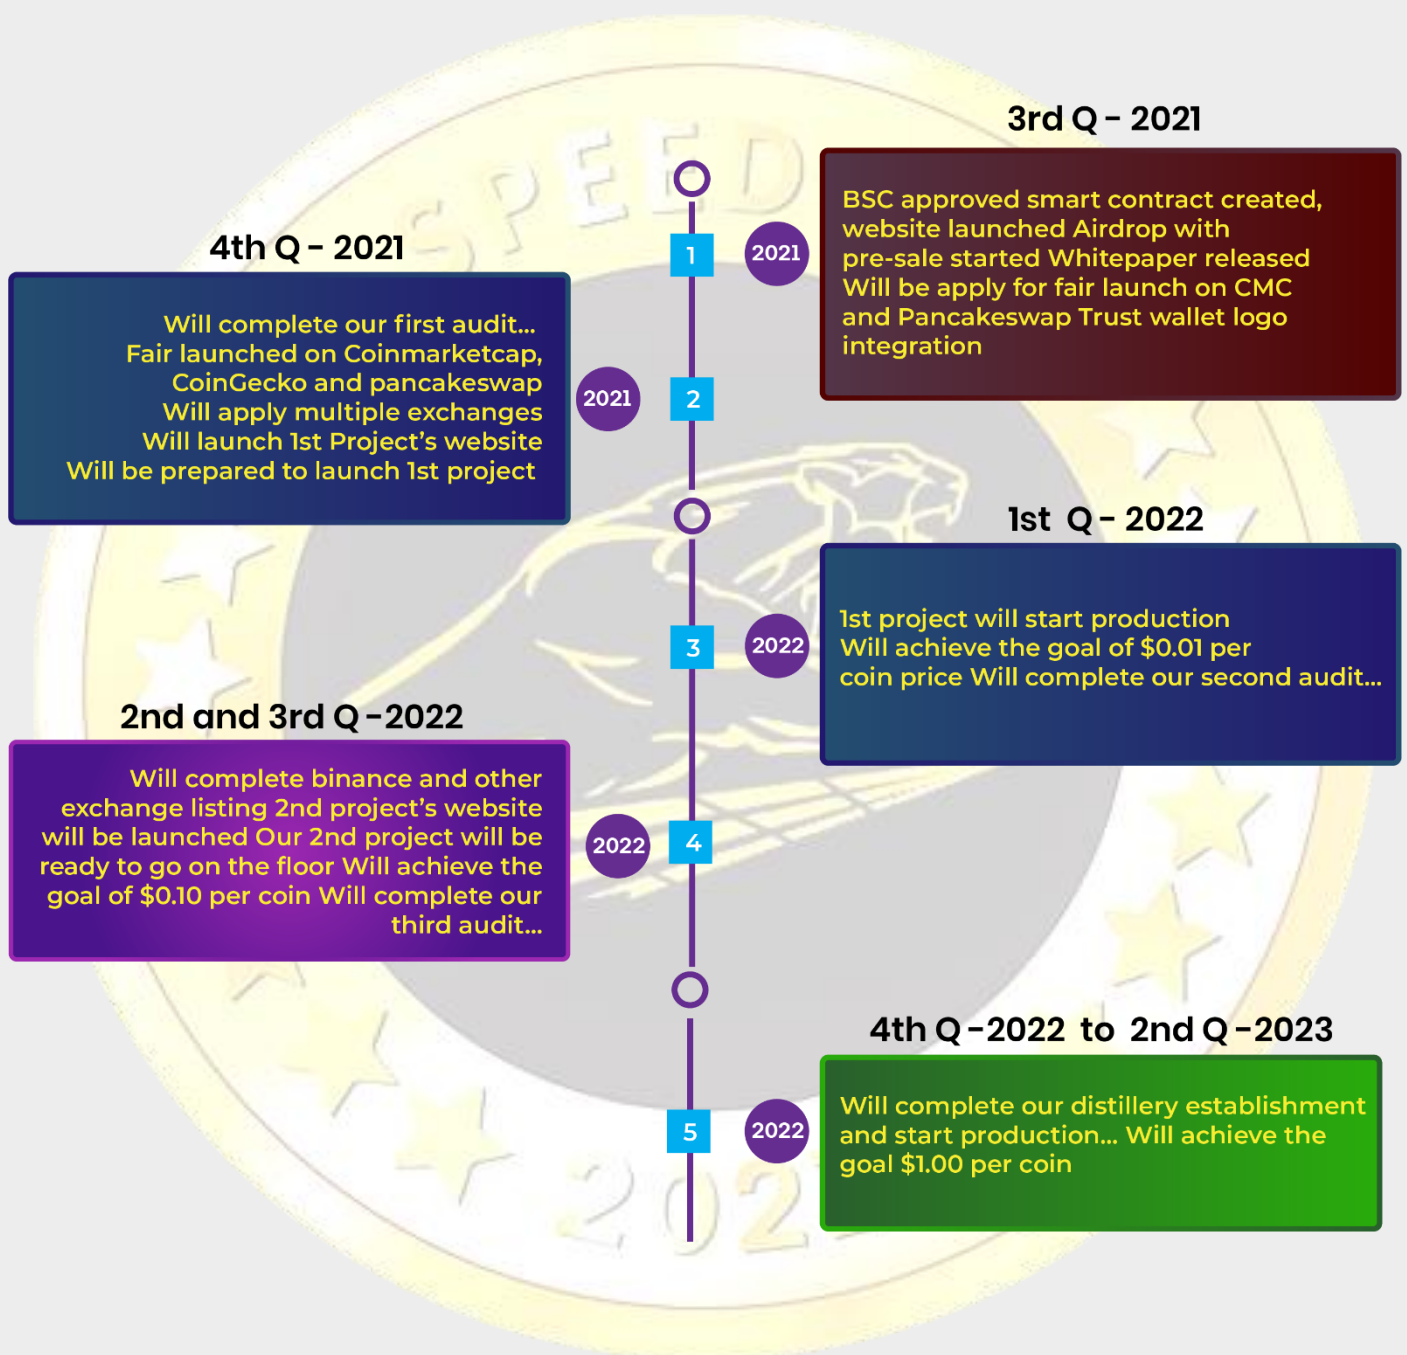 SPEED
3rd Q - 2021
1
2021
BSC approved smart contract created,
website launched Airdrop with
pre-sale started Whitepaper released
Will be apply for fair launch on CMC
and Pancakeswap Trust wallet logo
integration
4th Q - 2021
Will complete our first audit...
Fair launched on Coinmarketcap,
CoinGecko and pancakeswap
Will apply multiple exchanges
Will launch 1st Project's website
Will be prepared to launch 1st project
2021
2
1st Q - 2022
3
2022
1st project will start production
Will achieve the goal of $0.01 per
coin price Will complete our second audit...
2nd and 3rd Q -2022
Will complete binance and other
exchange listing 2nd project's website
will be launched Our 2nd project will be
ready to go on the floor Will achieve the
goal of $0.10 per coin Will complete our
third audit...
2022
4
4th Q -2022 to 2nd Q -2023
5
2022
Will complete our distillery establishment
and start production... Will achieve the
goal $1.00 per coin